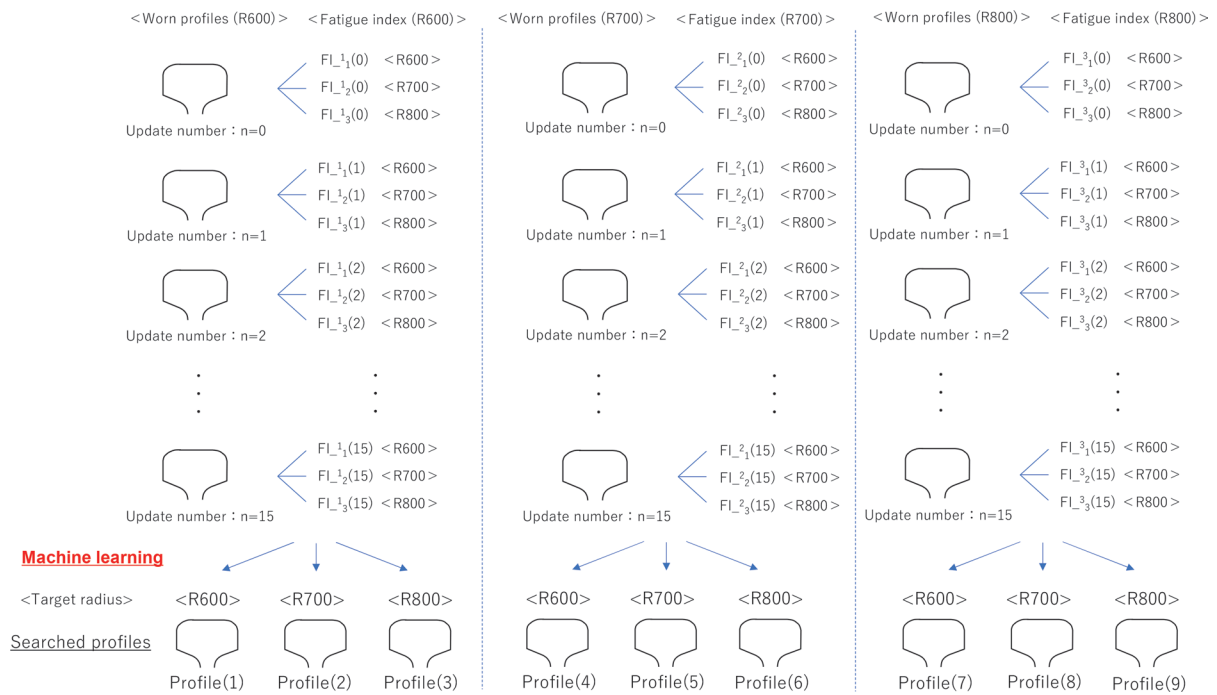 <Worn profiles (R600)> <Fatigue index (R600)>
FI_¹₁(0) <R600>
FI_¹₂(0) <R700>
FI_¹₃(0) <R800>
Update number：n=0
FI_¹₁(1) <R600>
FI_¹₂(1) <R700>
FI_¹₃(1) <R800>
Update number：n=1
FI_¹₁(2) <R600>
FI_¹₂(2) <R700>
FI_¹₃(2) <R800>
Update number：n=2
FI_¹₁(15) <R600>
FI_¹₂(15) <R700>
FI_¹₃(15) <R800>
Update number：n=15
<Worn profiles (R700)> <Fatigue index (R700)>
FI_²₁(0) <R600>
FI_²₂(0) <R700>
FI_²₃(0) <R800>
Update number：n=0
FI_²₁(1) <R600>
FI_²₂(1) <R700>
FI_²₃(1) <R800>
Update number：n=1
FI_²₁(2) <R600>
FI_²₂(2) <R700>
FI_²₃(2) <R800>
Update number：n=2
FI_²₁(15) <R600>
FI_²₂(15) <R700>
FI_²₃(15) <R800>
Update number：n=15
<Worn profiles (R800)> <Fatigue index (R800)>
FI_³₁(0) <R600>
FI_³₂(0) <R700>
FI_³₃(0) <R800>
Update number：n=0
FI_³₁(1) <R600>
FI_³₂(1) <R700>
FI_³₃(1) <R800>
Update number：n=1
FI_³₁(2) <R600>
FI_³₂(2) <R700>
FI_³₃(2) <R800>
Update number：n=2
FI_³₁(15) <R600>
FI_³₂(15) <R700>
FI_³₃(15) <R800>
Update number：n=15
Machine learning
<Target radius> <R600> <R700> <R800> <R600> <R700> <R800> <R600> <R700> <R800>
Searched profiles
Profile(1) Profile(2) Profile(3) Profile(4) Profile(5) Profile(6) Profile(7) Profile(8) Profile(9)